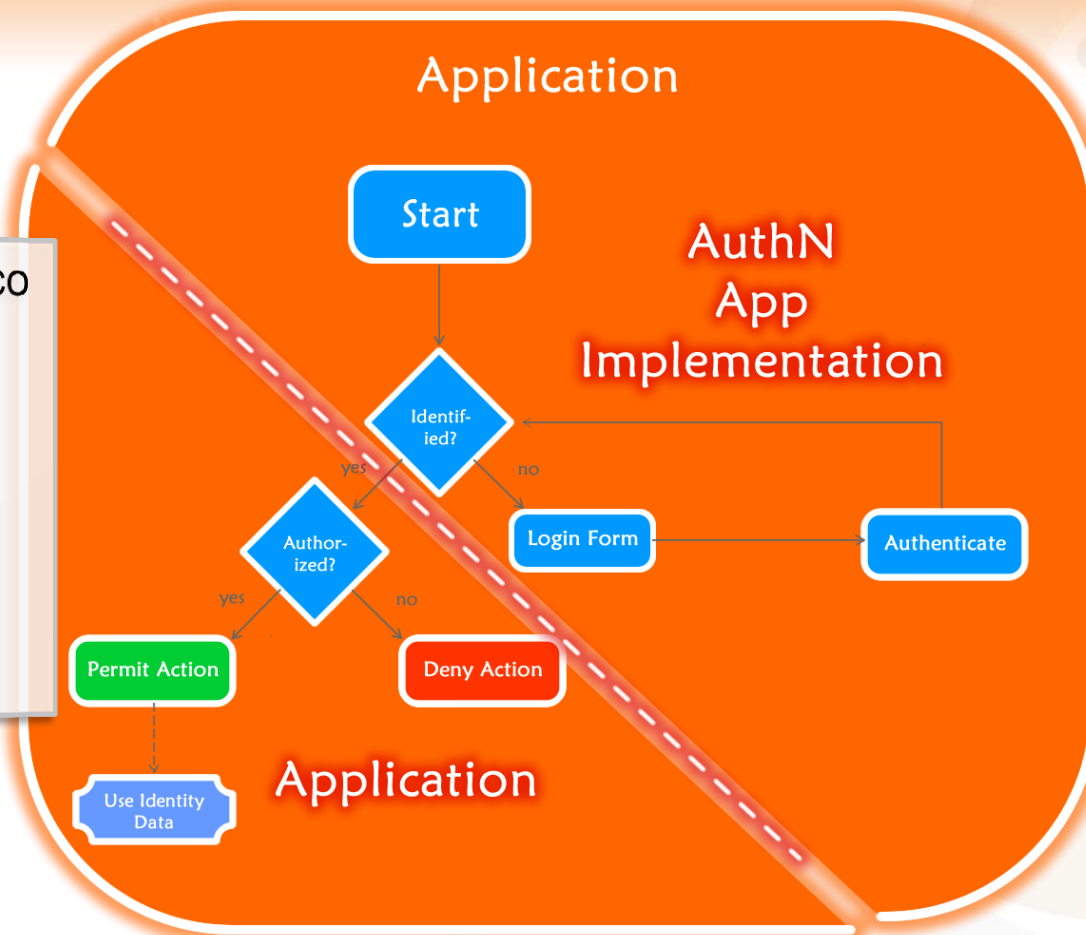 Application
Start
AuthN
App
Implementation
co
Identif-
ied?
yes
no
Login Form
Authenticate
Author-
ized?
yes
no
Permit Action
Deny Action
Application
Use Identity
Data